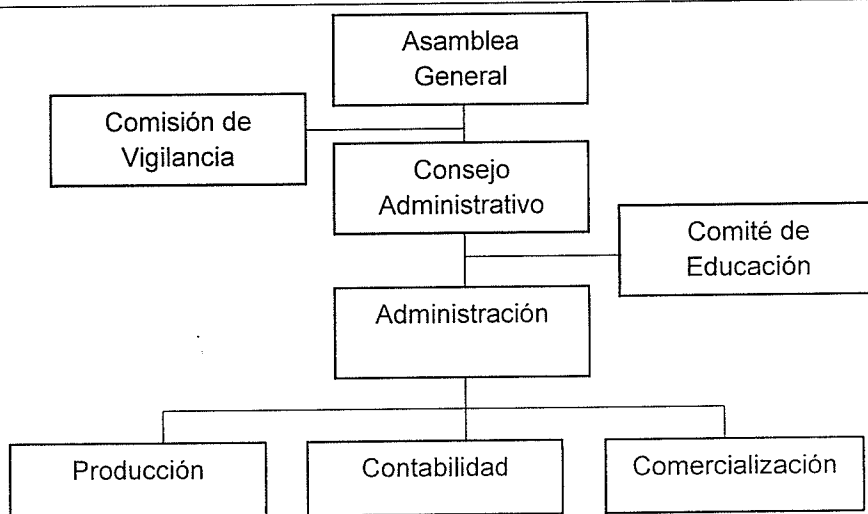 Asamblea
General
Comisión de
Vigilancia
Consejo
Administrativo
Comité de
Educación
Administración
Producción
Contabilidad
Comercialización